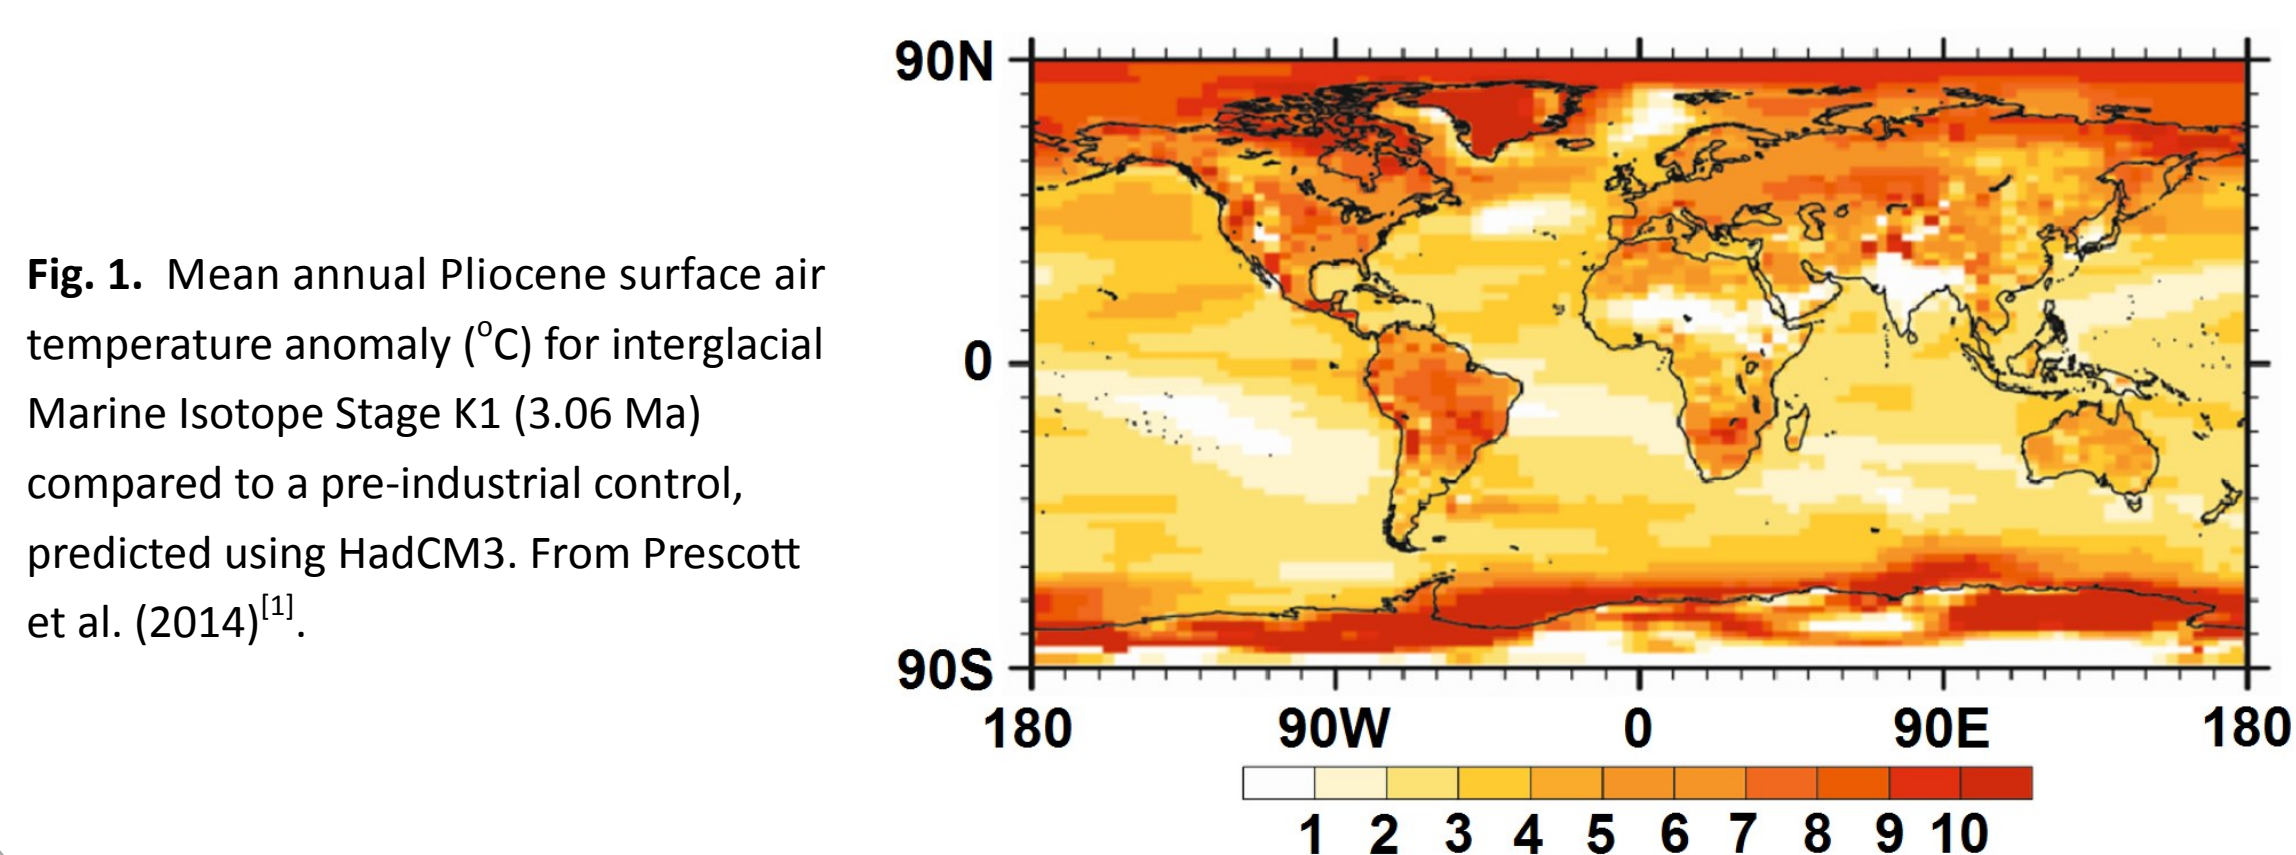 Fig. 1. Mean annual Pliocene surface air
temperature anomaly (°C) for interglacial
Marine Isotope Stage K1 (3.06 Ma)
compared to a pre-industrial control,
predicted using HadCM3. From Prescott
et al. (2014)[1].
90N
0
90S
180 90W 0 90E 180
1 2 3 4 5 6 7 8 9 10